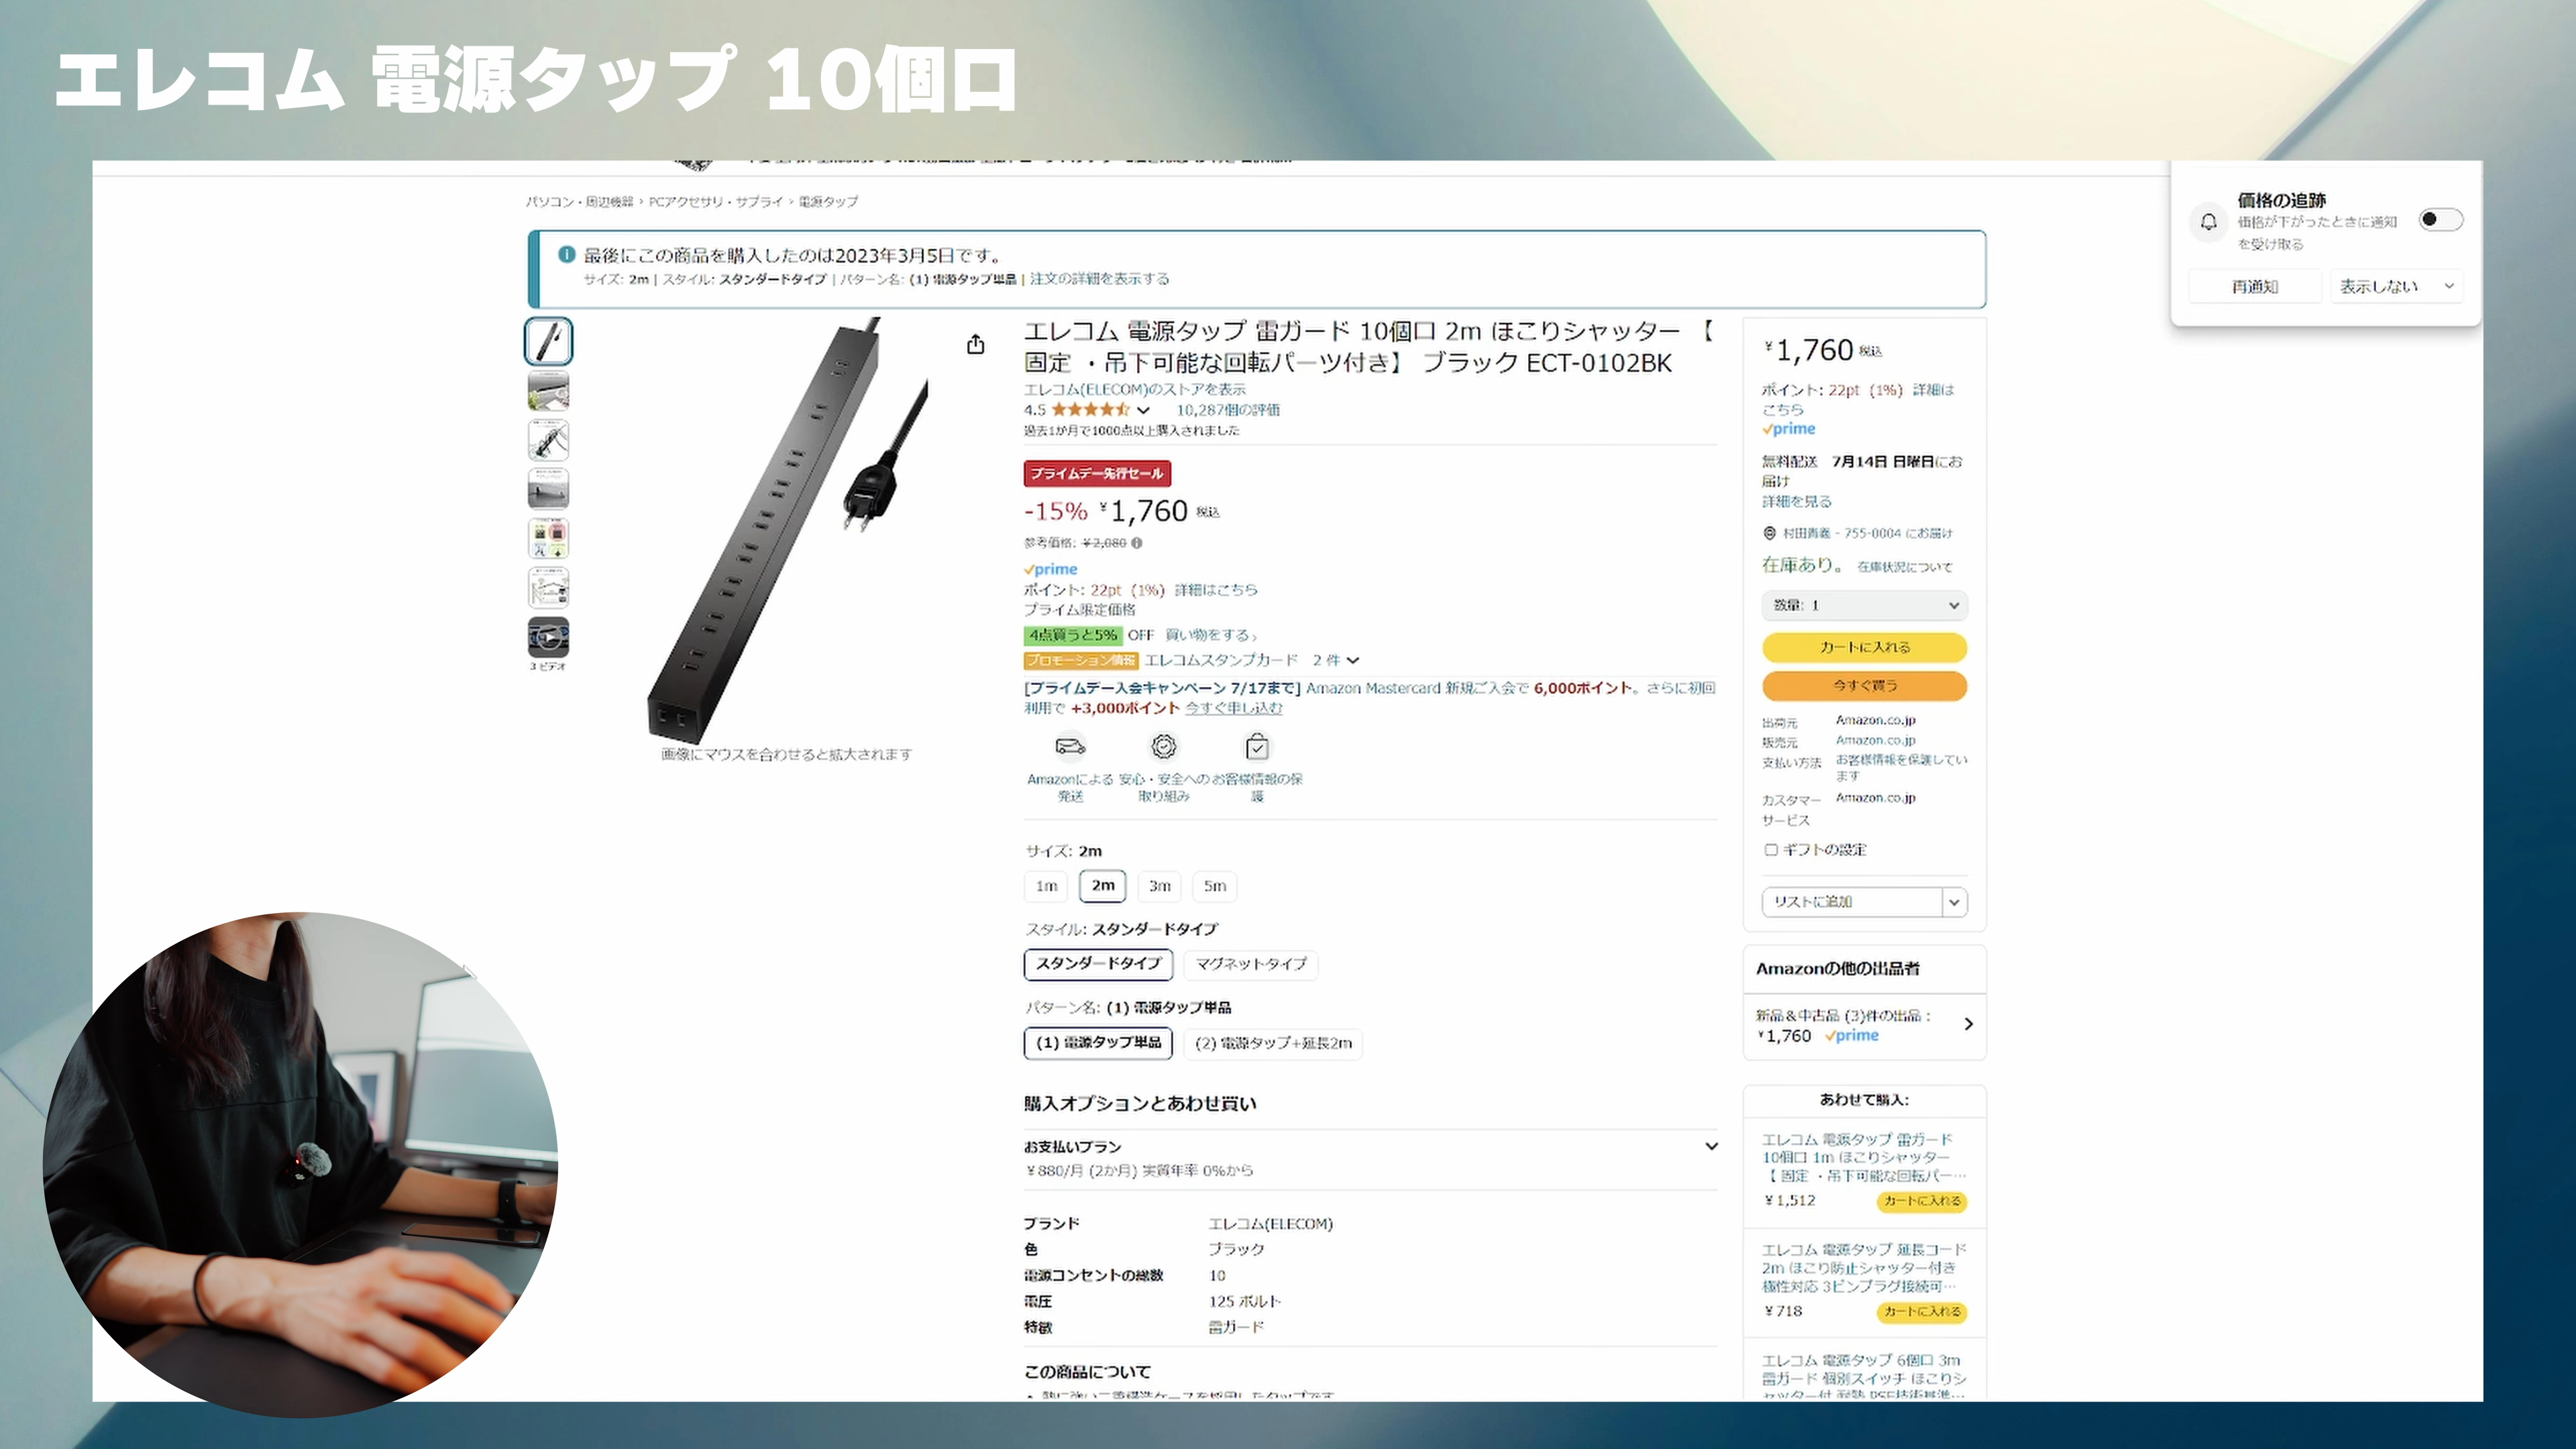 エレコム 電源タップ 10個口
パソコン・周辺機器 › PCアクセサリ・サプライ › 電源タップ
最後にこの商品を購入したのは2023年3月5日です。
サイズ: 2m | スタイル: スタンダードタイプ | パターン名: (1) 電源タップ単品 | 注文の詳細を表示する
価格の追跡
価格が下がったときに通知
を受け取る
再通知
表示しない
3 ビデオ
画像にマウスを合わせると拡大されます
エレコム 電源タップ 雷ガード 10個口 2m ほこりシャッター 【
固定 ・吊下可能な回転パーツ付き】 ブラック ECT-0102BK
エレコム(ELECOM)のストアを表示
4.5 10,287個の評価
過去1か月で1000点以上購入されました
プライムデー先行セール
-15% ¥1,760 税込
参考価格: ¥2,080
prime
ポイント: 22pt (1%) 詳細はこちら
プライム限定価格
4点買うと5% OFF 買い物をする ›
プロモーション情報 エレコムスタンプカード 2 件
[プライムデー入会キャンペーン 7/17まで] Amazon Mastercard 新規ご入会で 6,000ポイント。さらに初回
利用で +3,000ポイント 今すぐ申し込む
Amazonによる
発送
安心・安全への
取り組み
お客様情報の保
護
サイズ: 2m
1m 2m 3m 5m
スタイル: スタンダードタイプ
スタンダードタイプ マグネットタイプ
パターン名: (1) 電源タップ単品
(1) 電源タップ単品 (2) 電源タップ+延長2m
購入オプションとあわせ買い
お支払いプラン
¥880/月 (2か月) 実質年率 0%から
ブランド エレコム(ELECOM)
色 ブラック
電源コンセントの総数 10
電圧 125 ボルト
特徴 雷ガード
この商品について
¥1,760 税込
ポイント: 22pt (1%) 詳細は
こちら
prime
無料配送 7月14日 日曜日にお
届け
詳細を見る
755-0004 にお届け
在庫あり。 在庫状況について
数量: 1
カートに入れる
今すぐ買う
出荷元 Amazon.co.jp
販売元 Amazon.co.jp
支払い方法 お客様情報を保護してい
ます
カスタマー Amazon.co.jp
サービス
ギフトの設定
リストに追加
Amazonの他の出品者
新品&中古品 (3)件の出品：
¥1,760 prime
あわせて購入:
エレコム 電源タップ 雷ガード
10個口 1m ほこりシャッター
【 固定 ・吊下可能な回転パー…
¥1,512 カートに入れる
エレコム 電源タップ 延長コード
2m ほこり防止シャッター付き
極性対応 3ピンプラグ接続可…
¥718 カートに入れる
エレコム 電源タップ 6個口 3m
雷ガード 個別スイッチ ほこりシ